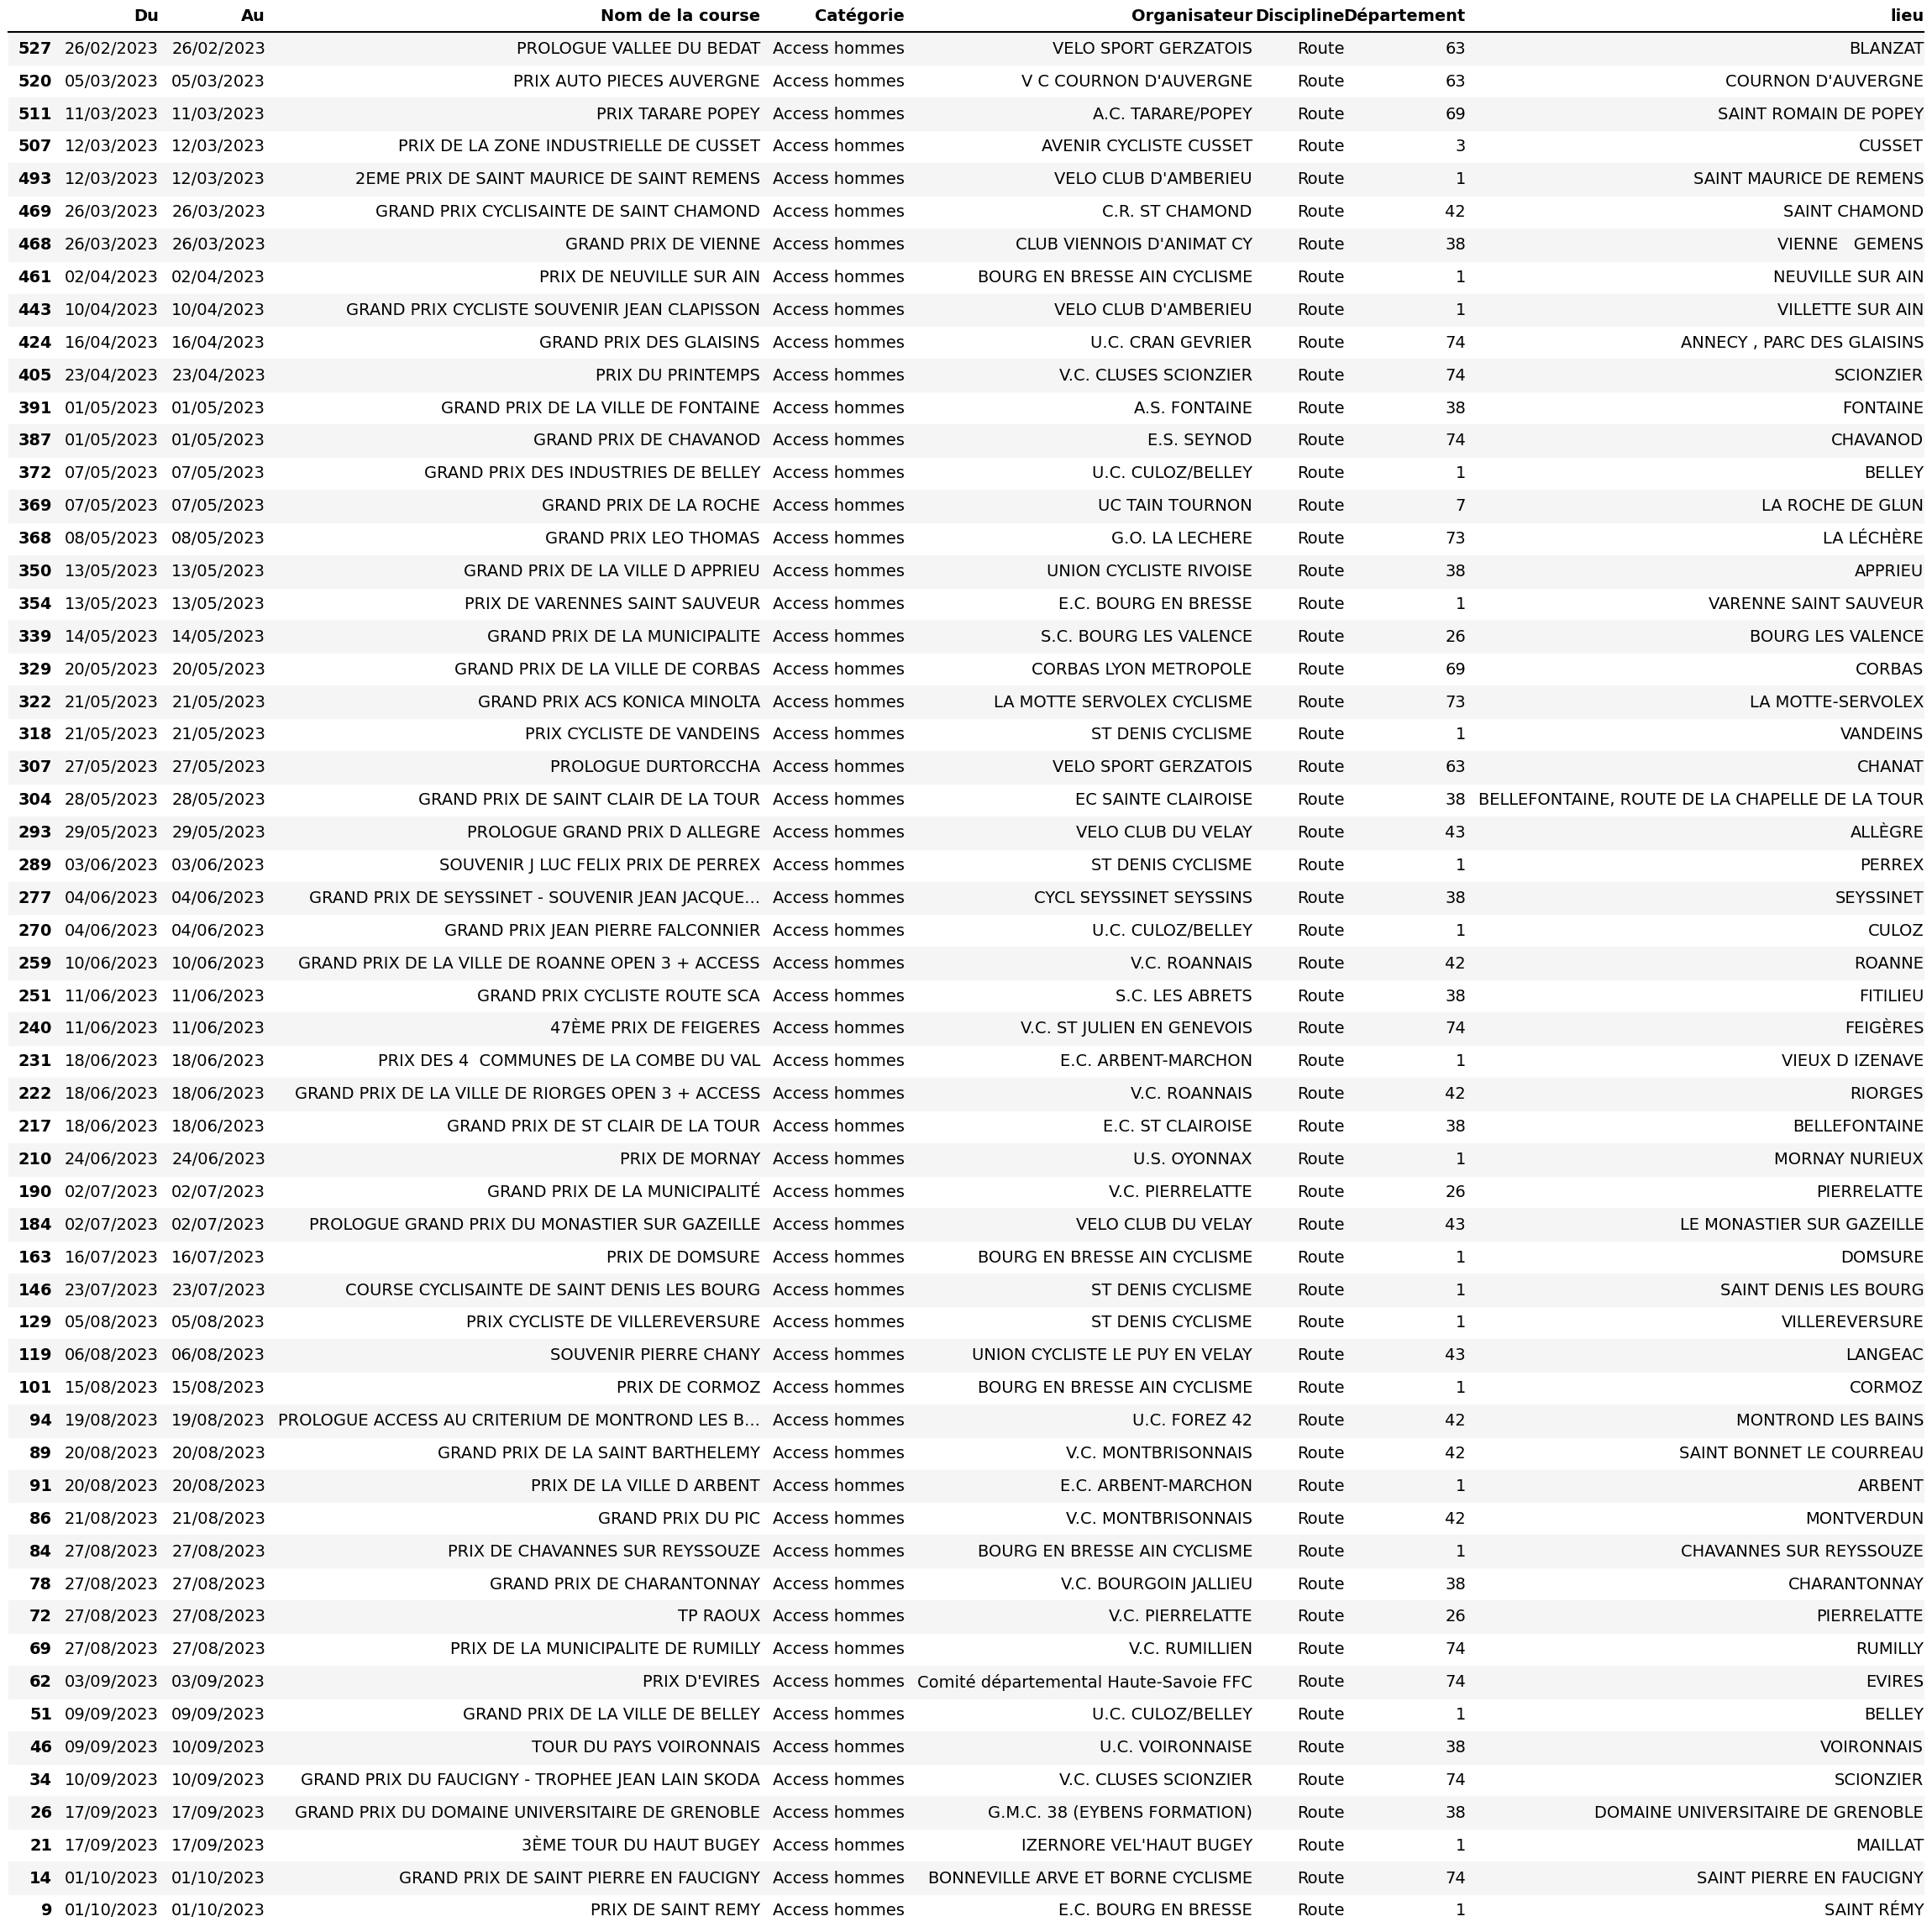 Du Au Nom de la course Catégorie Organisateur Discipline Département lieu
527 26/02/2023 26/02/2023 PROLOGUE VALLEE DU BEDAT Access hommes VELO SPORT GERZATOIS Route 63 BLANZAT
520 05/03/2023 05/03/2023 PRIX AUTO PIECES AUVERGNE Access hommes V C COURNON D'AUVERGNE Route 63 COURNON D'AUVERGNE
511 11/03/2023 11/03/2023 PRIX TARARE POPEY Access hommes A.C. TARARE/POPEY Route 69 SAINT ROMAIN DE POPEY
507 12/03/2023 12/03/2023 PRIX DE LA ZONE INDUSTRIELLE DE CUSSET Access hommes AVENIR CYCLISTE CUSSET Route 3 CUSSET
493 12/03/2023 12/03/2023 2EME PRIX DE SAINT MAURICE DE SAINT REMENS Access hommes VELO CLUB D'AMBERIEU Route 1 SAINT MAURICE DE REMENS
469 26/03/2023 26/03/2023 GRAND PRIX CYCLISAINTE DE SAINT CHAMOND Access hommes C.R. ST CHAMOND Route 42 SAINT CHAMOND
468 26/03/2023 26/03/2023 GRAND PRIX DE VIENNE Access hommes CLUB VIENNOIS D'ANIMAT CY Route 38 VIENNE   GEMENS
461 02/04/2023 02/04/2023 PRIX DE NEUVILLE SUR AIN Access hommes BOURG EN BRESSE AIN CYCLISME Route 1 NEUVILLE SUR AIN
443 10/04/2023 10/04/2023 GRAND PRIX CYCLISTE SOUVENIR JEAN CLAPISSON Access hommes VELO CLUB D'AMBERIEU Route 1 VILLETTE SUR AIN
424 16/04/2023 16/04/2023 GRAND PRIX DES GLAISINS Access hommes U.C. CRAN GEVRIER Route 74 ANNECY , PARC DES GLAISINS
405 23/04/2023 23/04/2023 PRIX DU PRINTEMPS Access hommes V.C. CLUSES SCIONZIER Route 74 SCIONZIER
391 01/05/2023 01/05/2023 GRAND PRIX DE LA VILLE DE FONTAINE Access hommes A.S. FONTAINE Route 38 FONTAINE
387 01/05/2023 01/05/2023 GRAND PRIX DE CHAVANOD Access hommes E.S. SEYNOD Route 74 CHAVANOD
372 07/05/2023 07/05/2023 GRAND PRIX DES INDUSTRIES DE BELLEY Access hommes U.C. CULOZ/BELLEY Route 1 BELLEY
369 07/05/2023 07/05/2023 GRAND PRIX DE LA ROCHE Access hommes UC TAIN TOURNON Route 7 LA ROCHE DE GLUN
368 08/05/2023 08/05/2023 GRAND PRIX LEO THOMAS Access hommes G.O. LA LECHERE Route 73 LA LÉCHÈRE
350 13/05/2023 13/05/2023 GRAND PRIX DE LA VILLE D APPRIEU Access hommes UNION CYCLISTE RIVOISE Route 38 APPRIEU
354 13/05/2023 13/05/2023 PRIX DE VARENNES SAINT SAUVEUR Access hommes E.C. BOURG EN BRESSE Route 1 VARENNE SAINT SAUVEUR
339 14/05/2023 14/05/2023 GRAND PRIX DE LA MUNICIPALITE Access hommes S.C. BOURG LES VALENCE Route 26 BOURG LES VALENCE
329 20/05/2023 20/05/2023 GRAND PRIX DE LA VILLE DE CORBAS Access hommes CORBAS LYON METROPOLE Route 69 CORBAS
322 21/05/2023 21/05/2023 GRAND PRIX ACS KONICA MINOLTA Access hommes LA MOTTE SERVOLEX CYCLISME Route 73 LA MOTTE-SERVOLEX
318 21/05/2023 21/05/2023 PRIX CYCLISTE DE VANDEINS Access hommes ST DENIS CYCLISME Route 1 VANDEINS
307 27/05/2023 27/05/2023 PROLOGUE DURTORCCHA Access hommes VELO SPORT GERZATOIS Route 63 CHANAT
304 28/05/2023 28/05/2023 GRAND PRIX DE SAINT CLAIR DE LA TOUR Access hommes EC SAINTE CLAIROISE Route 38 BELLEFONTAINE, ROUTE DE LA CHAPELLE DE LA TOUR
293 29/05/2023 29/05/2023 PROLOGUE GRAND PRIX D ALLEGRE Access hommes VELO CLUB DU VELAY Route 43 ALLÈGRE
289 03/06/2023 03/06/2023 SOUVENIR J LUC FELIX PRIX DE PERREX Access hommes ST DENIS CYCLISME Route 1 PERREX
277 04/06/2023 04/06/2023 GRAND PRIX DE SEYSSINET - SOUVENIR JEAN JACQUE... Access hommes CYCL SEYSSINET SEYSSINS Route 38 SEYSSINET
270 04/06/2023 04/06/2023 GRAND PRIX JEAN PIERRE FALCONNIER Access hommes U.C. CULOZ/BELLEY Route 1 CULOZ
259 10/06/2023 10/06/2023 GRAND PRIX DE LA VILLE DE ROANNE OPEN 3 + ACCESS Access hommes V.C. ROANNAIS Route 42 ROANNE
251 11/06/2023 11/06/2023 GRAND PRIX CYCLISTE ROUTE SCA Access hommes S.C. LES ABRETS Route 38 FITILIEU
240 11/06/2023 11/06/2023 47ÈME PRIX DE FEIGERES Access hommes V.C. ST JULIEN EN GENEVOIS Route 74 FEIGÈRES
231 18/06/2023 18/06/2023 PRIX DES 4  COMMUNES DE LA COMBE DU VAL Access hommes E.C. ARBENT-MARCHON Route 1 VIEUX D IZENAVE
222 18/06/2023 18/06/2023 GRAND PRIX DE LA VILLE DE RIORGES OPEN 3 + ACCESS Access hommes V.C. ROANNAIS Route 42 RIORGES
217 18/06/2023 18/06/2023 GRAND PRIX DE ST CLAIR DE LA TOUR Access hommes E.C. ST CLAIROISE Route 38 BELLEFONTAINE
210 24/06/2023 24/06/2023 PRIX DE MORNAY Access hommes U.S. OYONNAX Route 1 MORNAY NURIEUX
190 02/07/2023 02/07/2023 GRAND PRIX DE LA MUNICIPALITÉ Access hommes V.C. PIERRELATTE Route 26 PIERRELATTE
184 02/07/2023 02/07/2023 PROLOGUE GRAND PRIX DU MONASTIER SUR GAZEILLE Access hommes VELO CLUB DU VELAY Route 43 LE MONASTIER SUR GAZEILLE
163 16/07/2023 16/07/2023 PRIX DE DOMSURE Access hommes BOURG EN BRESSE AIN CYCLISME Route 1 DOMSURE
146 23/07/2023 23/07/2023 COURSE CYCLISAINTE DE SAINT DENIS LES BOURG Access hommes ST DENIS CYCLISME Route 1 SAINT DENIS LES BOURG
129 05/08/2023 05/08/2023 PRIX CYCLISTE DE VILLEREVERSURE Access hommes ST DENIS CYCLISME Route 1 VILLEREVERSURE
119 06/08/2023 06/08/2023 SOUVENIR PIERRE CHANY Access hommes UNION CYCLISTE LE PUY EN VELAY Route 43 LANGEAC
101 15/08/2023 15/08/2023 PRIX DE CORMOZ Access hommes BOURG EN BRESSE AIN CYCLISME Route 1 CORMOZ
94 19/08/2023 19/08/2023 PROLOGUE ACCESS AU CRITERIUM DE MONTROND LES B... Access hommes U.C. FOREZ 42 Route 42 MONTROND LES BAINS
89 20/08/2023 20/08/2023 GRAND PRIX DE LA SAINT BARTHELEMY Access hommes V.C. MONTBRISONNAIS Route 42 SAINT BONNET LE COURREAU
91 20/08/2023 20/08/2023 PRIX DE LA VILLE D ARBENT Access hommes E.C. ARBENT-MARCHON Route 1 ARBENT
86 21/08/2023 21/08/2023 GRAND PRIX DU PIC Access hommes V.C. MONTBRISONNAIS Route 42 MONTVERDUN
84 27/08/2023 27/08/2023 PRIX DE CHAVANNES SUR REYSSOUZE Access hommes BOURG EN BRESSE AIN CYCLISME Route 1 CHAVANNES SUR REYSSOUZE
78 27/08/2023 27/08/2023 GRAND PRIX DE CHARANTONNAY Access hommes V.C. BOURGOIN JALLIEU Route 38 CHARANTONNAY
72 27/08/2023 27/08/2023 TP RAOUX Access hommes V.C. PIERRELATTE Route 26 PIERRELATTE
69 27/08/2023 27/08/2023 PRIX DE LA MUNICIPALITE DE RUMILLY Access hommes V.C. RUMILLIEN Route 74 RUMILLY
62 03/09/2023 03/09/2023 PRIX D'EVIRES Access hommes Comité départemental Haute-Savoie FFC Route 74 EVIRES
51 09/09/2023 09/09/2023 GRAND PRIX DE LA VILLE DE BELLEY Access hommes U.C. CULOZ/BELLEY Route 1 BELLEY
46 09/09/2023 10/09/2023 TOUR DU PAYS VOIRONNAIS Access hommes U.C. VOIRONNAISE Route 38 VOIRONNAIS
34 10/09/2023 10/09/2023 GRAND PRIX DU FAUCIGNY - TROPHEE JEAN LAIN SKODA Access hommes V.C. CLUSES SCIONZIER Route 74 SCIONZIER
26 17/09/2023 17/09/2023 GRAND PRIX DU DOMAINE UNIVERSITAIRE DE GRENOBLE Access hommes G.M.C. 38 (EYBENS FORMATION) Route 38 DOMAINE UNIVERSITAIRE DE GRENOBLE
21 17/09/2023 17/09/2023 3ÈME TOUR DU HAUT BUGEY Access hommes IZERNORE VEL'HAUT BUGEY Route 1 MAILLAT
14 01/10/2023 01/10/2023 GRAND PRIX DE SAINT PIERRE EN FAUCIGNY Access hommes BONNEVILLE ARVE ET BORNE CYCLISME Route 74 SAINT PIERRE EN FAUCIGNY
9 01/10/2023 01/10/2023 PRIX DE SAINT REMY Access hommes E.C. BOURG EN BRESSE Route 1 SAINT RÉMY